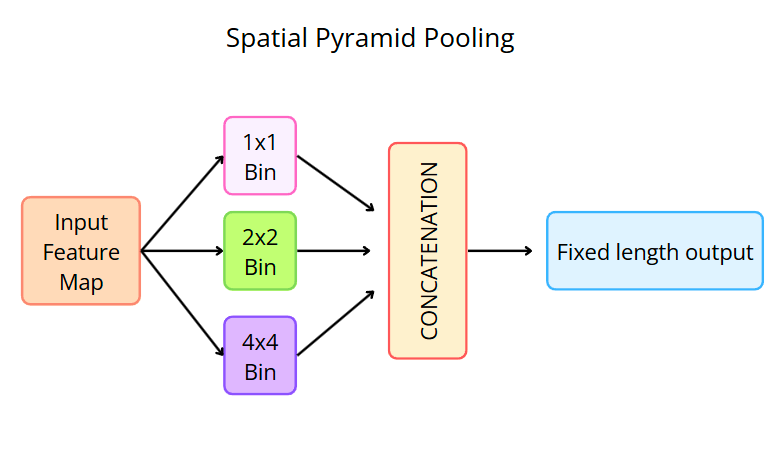 Spatial Pyramid Pooling
Input
Feature
Map
1x1
Bin
2x2
Bin
4x4
Bin
CONCATENATION
Fixed length output